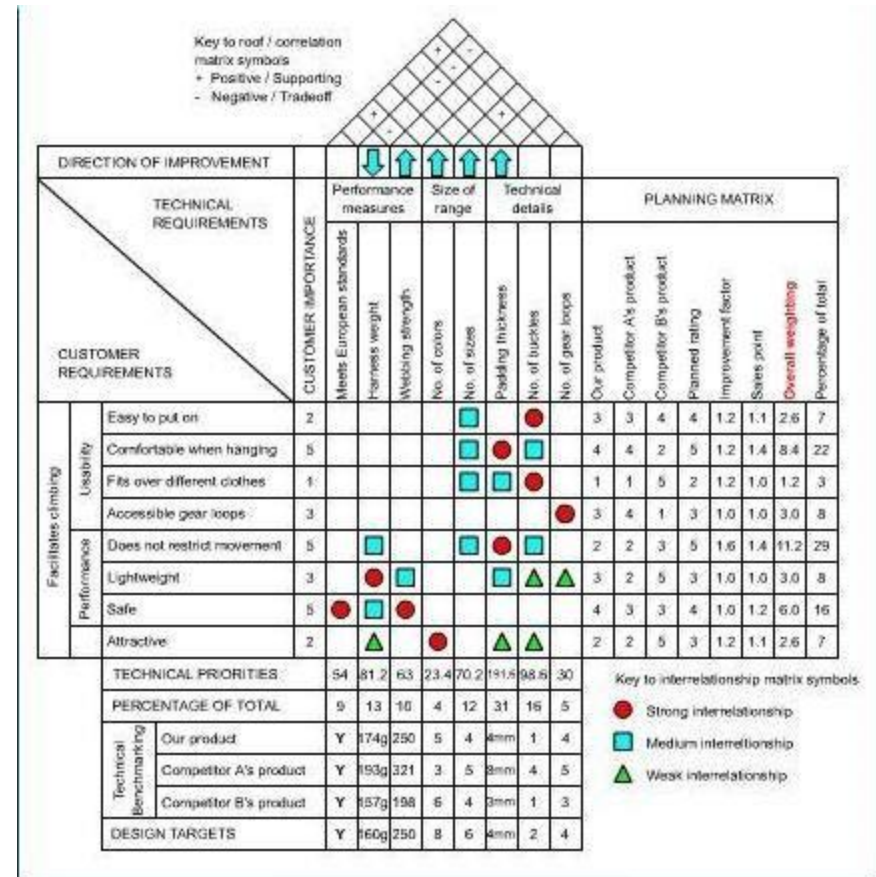 Key to roof / correlation
matrix symbols
+ Positive / Supporting
- Negative / Tradeoff
+ -
+ -
-
+ +
-
DIRECTION OF IMPROVEMENT
TECHNICAL
REQUIREMENTS
CUSTOMER
REQUIREMENTS
CUSTOMER IMPORTANCE
Performance
measures
Size of
range
Technical
details
PLANNING MATRIX
Meets European standards
Harness weight
Webbing strength
No. of colors
No. of sizes
Padding thickness
No. of buckles
No. of gear loops
Our product
Competitor A's product
Competitor B's product
Planned rating
Improvement factor
Sales point
Overall weighting
Percentage of total
Facilitates climbing
Usability
Easy to put on 2 3 3 4 4 1.2 1.1 2.6 7
Comfortable when hanging 5 4 4 2 5 1.2 1.4 8.4 22
Fits over different clothes 1 1 1 5 2 1.2 1.0 1.2 3
Accessible gear loops 3 3 4 1 3 1.0 1.0 3.0 8
Performance
Does not restrict movement 5 2 2 3 5 1.6 1.4 11.2 29
Lightweight 3 3 2 5 3 1.0 1.0 3.0 8
Safe 5 4 3 3 4 1.0 1.2 6.0 16
Attractive 2 2 2 5 3 1.2 1.1 2.6 7
TECHNICAL PRIORITIES 54 81.2 63 23.4 70.2 191.6 98.6 30
PERCENTAGE OF TOTAL 9 13 10 4 12 31 16 5
Technical
Benchmarking
Our product Y 174g 250 5 4 4mm 1 4
Competitor A's product Y 193g 321 3 5 8mm 4 5
Competitor B's product Y 157g 198 6 4 3mm 1 3
DESIGN TARGETS Y 160g 250 8 6 4mm 2 4
Key to interrelationship matrix symbols
Strong interrelationship
Medium interreltionship
Weak interrelationship